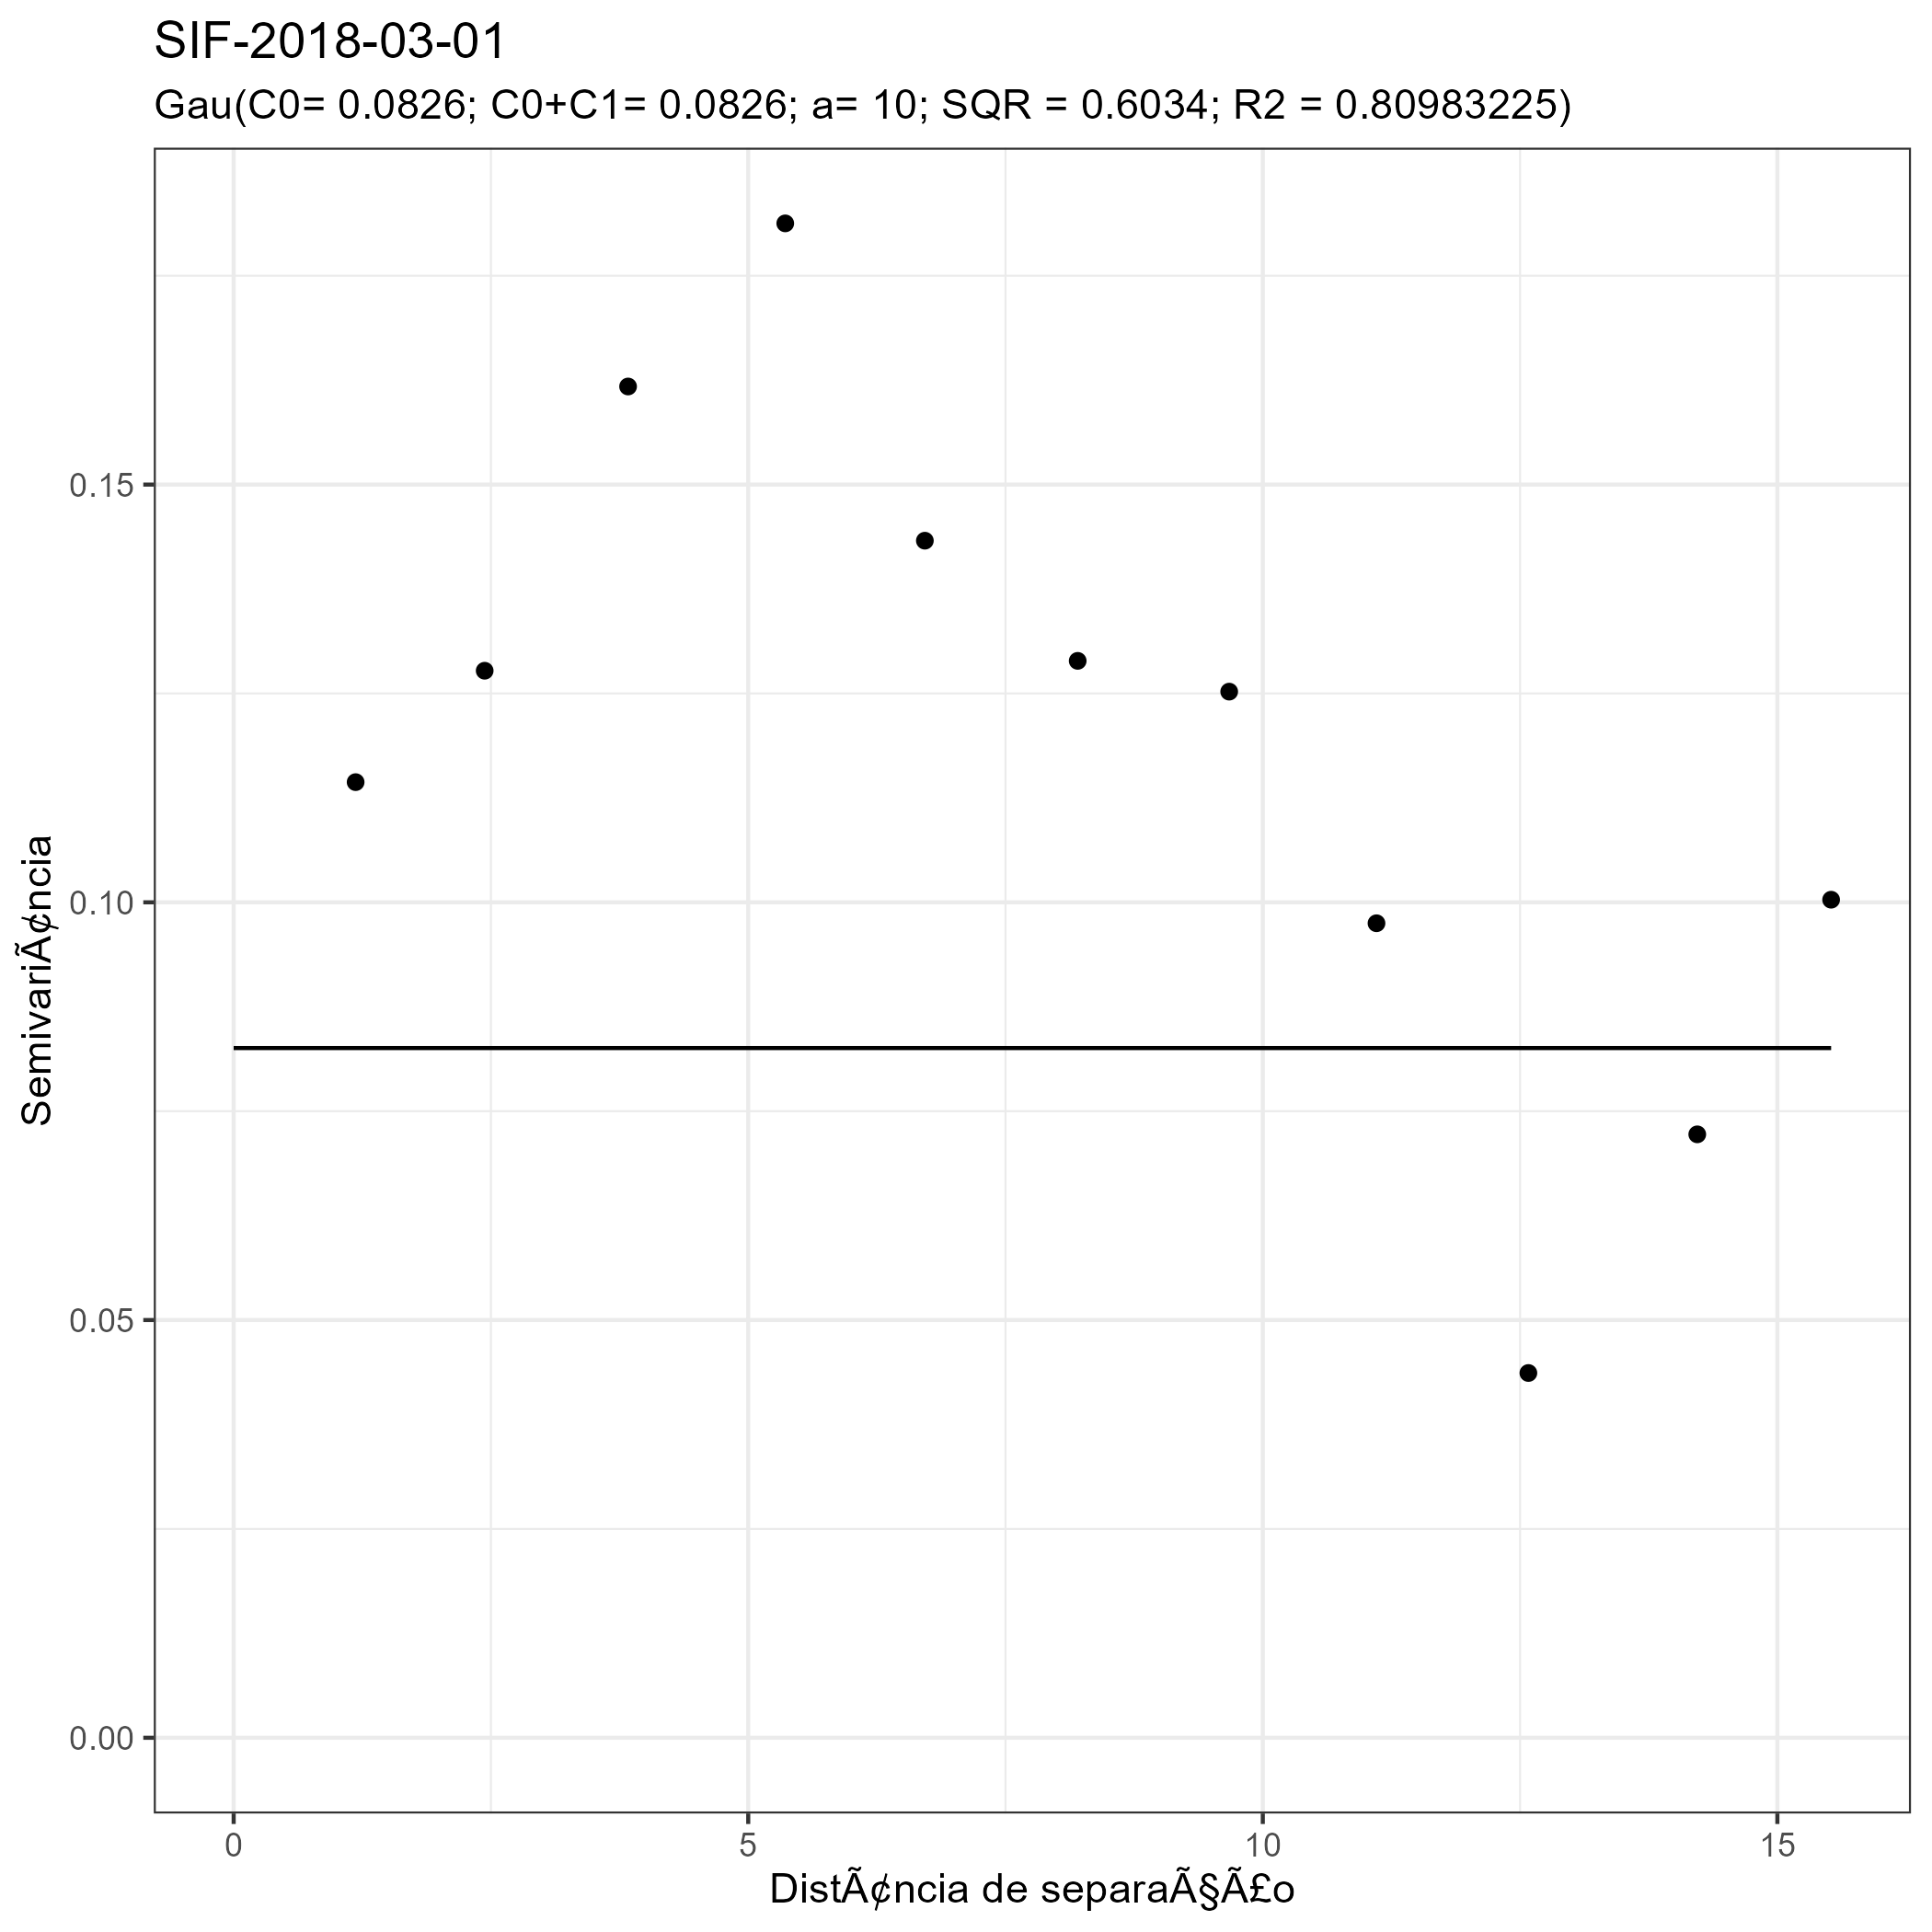 SIF-2018-03-01
Gau(C0= 0.0826; C0+C1= 0.0826; a= 10; SQR = 0.6034; R2 = 0.80983225)
SemivariÃ¢ncia
0.15
0.10
0.05
0.00
0 5 10 15
DistÃ¢ncia de separaÃ§Ã£o